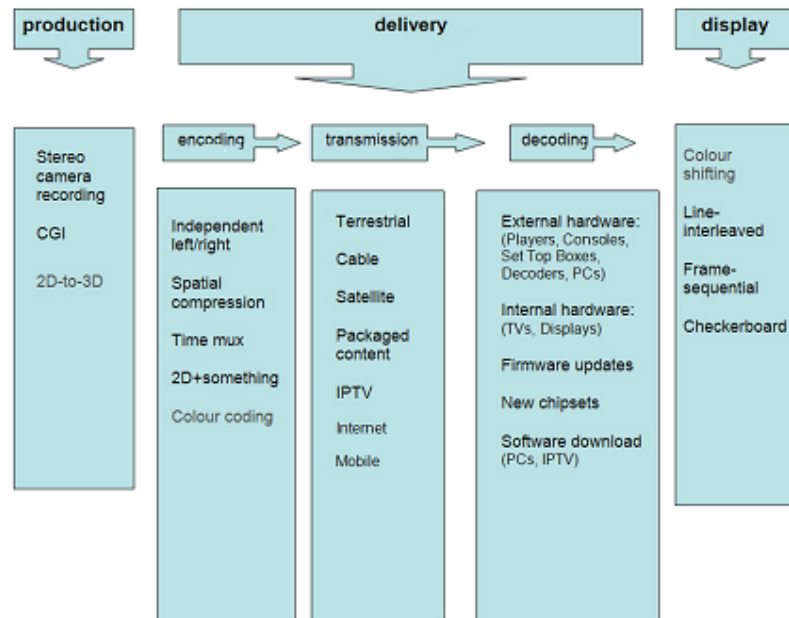 production
delivery
display
encoding
transmission
decoding
Stereo
camera
recording
CGI
2D-to-3D
Independent
left/right
Spatial
compression
Time mux
2D+something
Colour coding
Terrestrial
Cable
Satellite
Packaged
content
IPTV
Internet
Mobile
External hardware:
(Players, Consoles,
Set Top Boxes,
Decoders, PCs)
Internal hardware:
(TVs, Displays)
Firmware updates
New chipsets
Software download
(PCs, IPTV)
Colour
shifting
Line-
interleaved
Frame-
sequential
Checkerboard